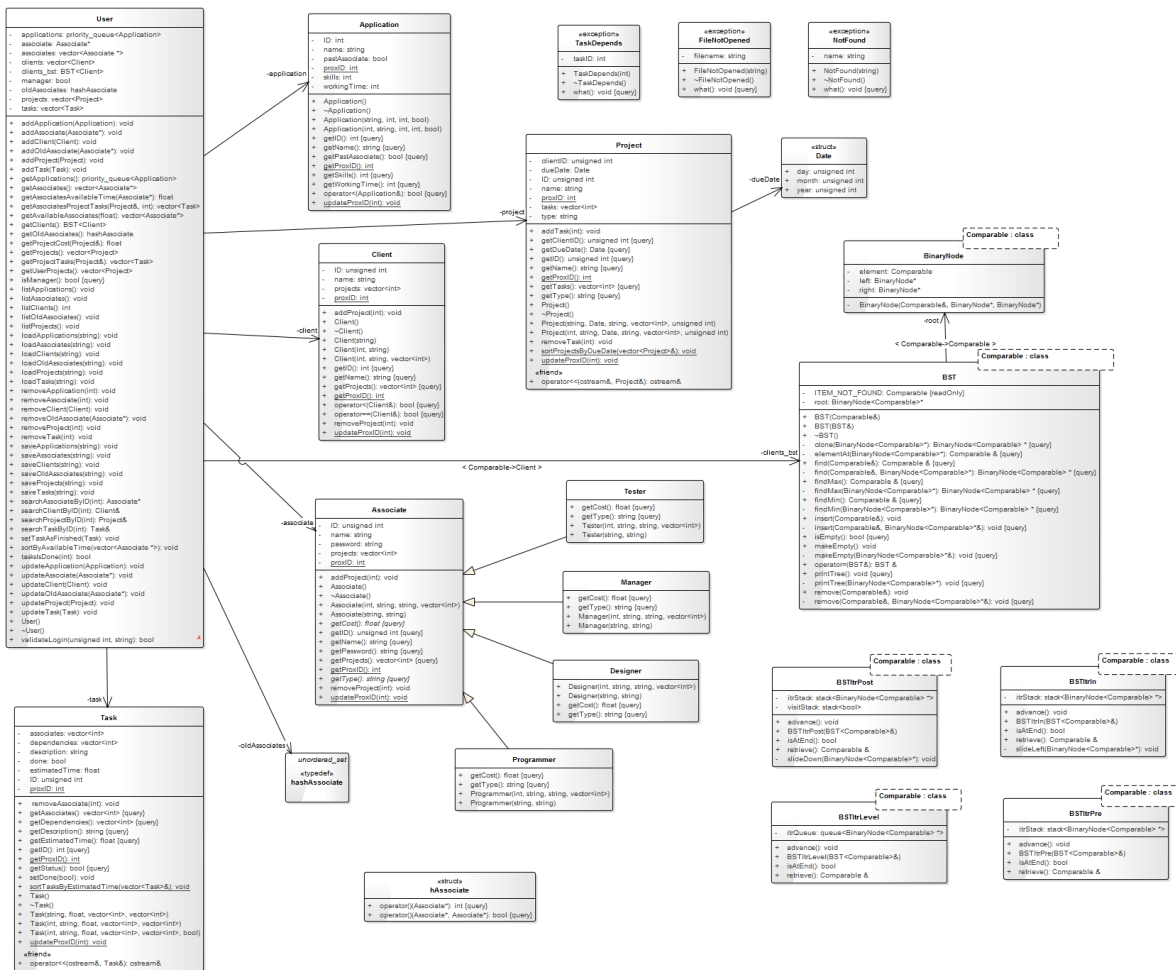 User
- applications: priority_queue<Application>
- associate: Associate*
- associates: vector<Associate *>
- clients: vector<Client>
- clients_bst: BST<Client>
- manager: bool
- oldAssociates: hashAssociate
- projects: vector<Project>
- tasks: vector<Task>
+ addApplication(Application): void
+ addAssociate(Associate*): void
+ addClient(Client): void
+ addOldAssociate(Associate*): void
+ addProject(Project): void
+ addTask(Task): void
+ getApplications(): priority_queue<Application>
+ getAssociates(): vector<Associate*>
+ getAssociatesAvailableTime(Associate*): float
+ getAssociatesProjectTasks(Project&, int): vector<Task>
+ getAvailableAssociates(float): vector<Associate*>
+ getClients(): BST<Client>
+ getOldAssociates(): hashAssociate
+ getProjectCost(Project&): float
+ getProjects(): vector<Project>
+ getProjectTasks(Project&): vector<Task>
+ getUserProjects(): vector<Project>
+ isManager(): bool {query}
+ listApplications(): void
+ listAssociates(): void
+ listClients(): int
+ listOldAssociates(): void
+ listProjects(): void
+ loadApplications(string): void
+ loadAssociates(string): void
+ loadClients(string): void
+ loadOldAssociates(string): void
+ loadProjects(string): void
+ loadTasks(string): void
+ removeApplication(int): void
+ removeAssociate(int): void
+ removeClient(Client): void
+ removeOldAssociate(Associate*): void
+ removeProject(int): void
+ removeTask(int): void
+ saveApplications(string): void
+ saveAssociates(string): void
+ saveClients(string): void
+ saveOldAssociates(string): void
+ saveProjects(string): void
+ saveTasks(string): void
+ searchAssociateByID(int): Associate*
+ searchClientByID(int): Client&
+ searchProjectByID(int): Project&
+ searchTaskByID(int): Task&
+ setTaskAsFinished(Task): void
+ sortByAvailableTime(vector<Associate *>): void
+ tasksIsDone(int): bool
+ updateApplication(Application): void
+ updateAssociate(Associate*): void
+ updateClient(Client): void
+ updateOldAssociate(Associate*): void
+ updateProject(Project): void
+ updateTask(Task): void
+ User()
+ ~User()
+ validateLogin(unsigned int, string): bool
-application
Application
- ID: int
- name: string
- pastAssociate: bool
- proxID: int
- skills: int
- workingTime: int
+ Application()
+ ~Application()
+ Application(string, int, int, bool)
+ Application(int, string, int, int, bool)
+ getID(): int {query}
+ getName(): string {query}
+ getPastAssociate(): bool {query}
+ getProxID(): int
+ getSkills(): int {query}
+ getWorkingTime(): int {query}
+ operator<(Application&): bool {query}
+ updateProxID(int): void
«exception»
TaskDepends
- taskID: int
+ TaskDepends(int)
+ ~TaskDepends()
+ what(): void {query}
«exception»
FileNotOpened
- filename: string
+ FileNotOpened(string)
+ ~FileNotOpened()
+ what(): void {query}
«exception»
NotFound
- name: string
+ NotFound(string)
+ ~NotFound()
+ what(): void {query}
-project
Project
- clientID: unsigned int
- dueDate: Date
- ID: unsigned int
- name: string
- proxID: int
- tasks: vector<int>
- type: string
+ addTask(int): void
+ getClientID(): unsigned int {query}
+ getDueDate(): Date {query}
+ getID(): unsigned int {query}
+ getName(): string {query}
+ getProxID(): int
+ getTasks(): vector<int> {query}
+ getType(): string {query}
+ Project()
+ ~Project()
+ Project(string, Date, string, vector<int>, unsigned int)
+ Project(int, string, Date, string, vector<int>, unsigned int)
+ removeTask(int): void
+ sortProjectsByDueDate(vector<Project>&): void
+ updateProxID(int): void
«friend»
+ operator<<(ostream&, Project&): ostream&
-dueDate
«struct»
Date
+ day: unsigned int
+ month: unsigned int
+ year: unsigned int
-client
Client
- ID: unsigned int
- name: string
- projects: vector<int>
- proxID: int
+ addProject(int): void
+ Client()
+ ~Client()
+ Client(string)
+ Client(int, string)
+ Client(int, string, vector<int>)
+ getID(): int {query}
+ getName(): string {query}
+ getProjects(): vector<int> {query}
+ getProxID(): int
+ operator<(Client&): bool {query}
+ operator==(Client&): bool {query}
+ removeProject(int): void
+ updateProxID(int): void
Comparable : class
BinaryNode
- element: Comparable
- left: BinaryNode*
- right: BinaryNode*
- BinaryNode(Comparable&, BinaryNode*, BinaryNode*)
-root
< Comparable->Comparable >
Comparable : class
BST
- ITEM_NOT_FOUND: Comparable {readOnly}
- root: BinaryNode<Comparable>*
+ BST(Comparable&)
+ BST(BST&)
+ ~BST()
- clone(BinaryNode<Comparable>*): BinaryNode<Comparable> * {query}
- elementAt(BinaryNode<Comparable>*): Comparable & {query}
+ find(Comparable&): Comparable & {query}
- find(Comparable&, BinaryNode<Comparable>*): BinaryNode<Comparable> * {query}
+ findMax(): Comparable & {query}
- findMax(BinaryNode<Comparable>*): BinaryNode<Comparable> * {query}
+ findMin(): Comparable & {query}
- findMin(BinaryNode<Comparable>*): BinaryNode<Comparable> * {query}
+ insert(Comparable&): void
- insert(Comparable&, BinaryNode<Comparable>*&): void {query}
+ isEmpty(): bool {query}
+ makeEmpty(): void
- makeEmpty(BinaryNode<Comparable>*&): void {query}
+ operator=(BST&): BST &
+ printTree(): void {query}
- printTree(BinaryNode<Comparable>*): void {query}
+ remove(Comparable&): void
- remove(Comparable&, BinaryNode<Comparable>*&): void {query}
-clients_bst
< Comparable->Client >
-associate
Associate
- ID: unsigned int
- name: string
- password: string
- projects: vector<int>
- proxID: int
+ addProject(int): void
+ Associate()
+ ~Associate()
+ Associate(int, string, string, vector<int>)
+ Associate(string, string)
+ getCost(): float {query}
+ getID(): unsigned int {query}
+ getName(): string {query}
+ getPassword(): string {query}
+ getProjects(): vector<int> {query}
+ getProxID(): int
+ getType(): string {query}
+ removeProject(int): void
+ updateProxID(int): void
Tester
+ getCost(): float {query}
+ getType(): string {query}
+ Tester(int, string, string, vector<int>)
+ Tester(string, string)
Manager
+ getCost(): float {query}
+ getType(): string {query}
+ Manager(int, string, string, vector<int>)
+ Manager(string, string)
Designer
+ Designer(int, string, string, vector<int>)
+ Designer(string, string)
+ getCost(): float {query}
+ getType(): string {query}
Programmer
+ getCost(): float {query}
+ getType(): string {query}
+ Programmer(int, string, string, vector<int>)
+ Programmer(string, string)
-task
Task
- associates: vector<int>
- dependencies: vector<int>
- description: string
- done: bool
- estimatedTime: float
- ID: unsigned int
- proxID: int
+ removeAssociate(int): void
+ getAssociates(): vector<int> {query}
+ getDependencies(): vector<int> {query}
+ getDescription(): string {query}
+ getEstimatedTime(): float {query}
+ getID(): int {query}
+ getProxID(): int
+ getStatus(): bool {query}
+ setDone(bool): void
+ sortTasksByEstimatedTime(vector<Task>&): void
+ Task()
+ ~Task()
+ Task(string, float, vector<int>, vector<int>)
+ Task(int, string, float, vector<int>, vector<int>)
+ Task(int, string, float, vector<int>, vector<int>, bool)
+ updateProxID(int): void
«friend»
+ operator<<(ostream&, Task&): ostream&
-oldAssociates
unordered_set
«typedef»
hashAssociate
«struct»
hAssociate
+ operator()(Associate*): int {query}
+ operator()(Associate*, Associate*): bool {query}
Comparable : class
BSTItrPost
- itrStack: stack<BinaryNode<Comparable> *>
- visitStack: stack<bool>
+ advance(): void
+ BSTItrPost(BST<Comparable>&)
+ isAtEnd(): bool
+ retrieve(): Comparable &
- slideDown(BinaryNode<Comparable>*): void
Comparable : class
BSTItrIn
- itrStack: stack<BinaryNode<Comparable> *>
+ advance(): void
+ BSTItrIn(BST<Comparable>&)
+ isAtEnd(): bool
+ retrieve(): Comparable &
- slideLeft(BinaryNode<Comparable>*): void
Comparable : class
BSTItrLevel
- itrQueue: queue<BinaryNode<Comparable> *>
+ advance(): void
+ BSTItrLevel(BST<Comparable>&)
+ isAtEnd(): bool
+ retrieve(): Comparable &
Comparable : class
BSTItrPre
- itrStack: stack<BinaryNode<Comparable> *>
+ advance(): void
+ BSTItrPre(BST<Comparable>&)
+ isAtEnd(): bool
+ retrieve(): Comparable &